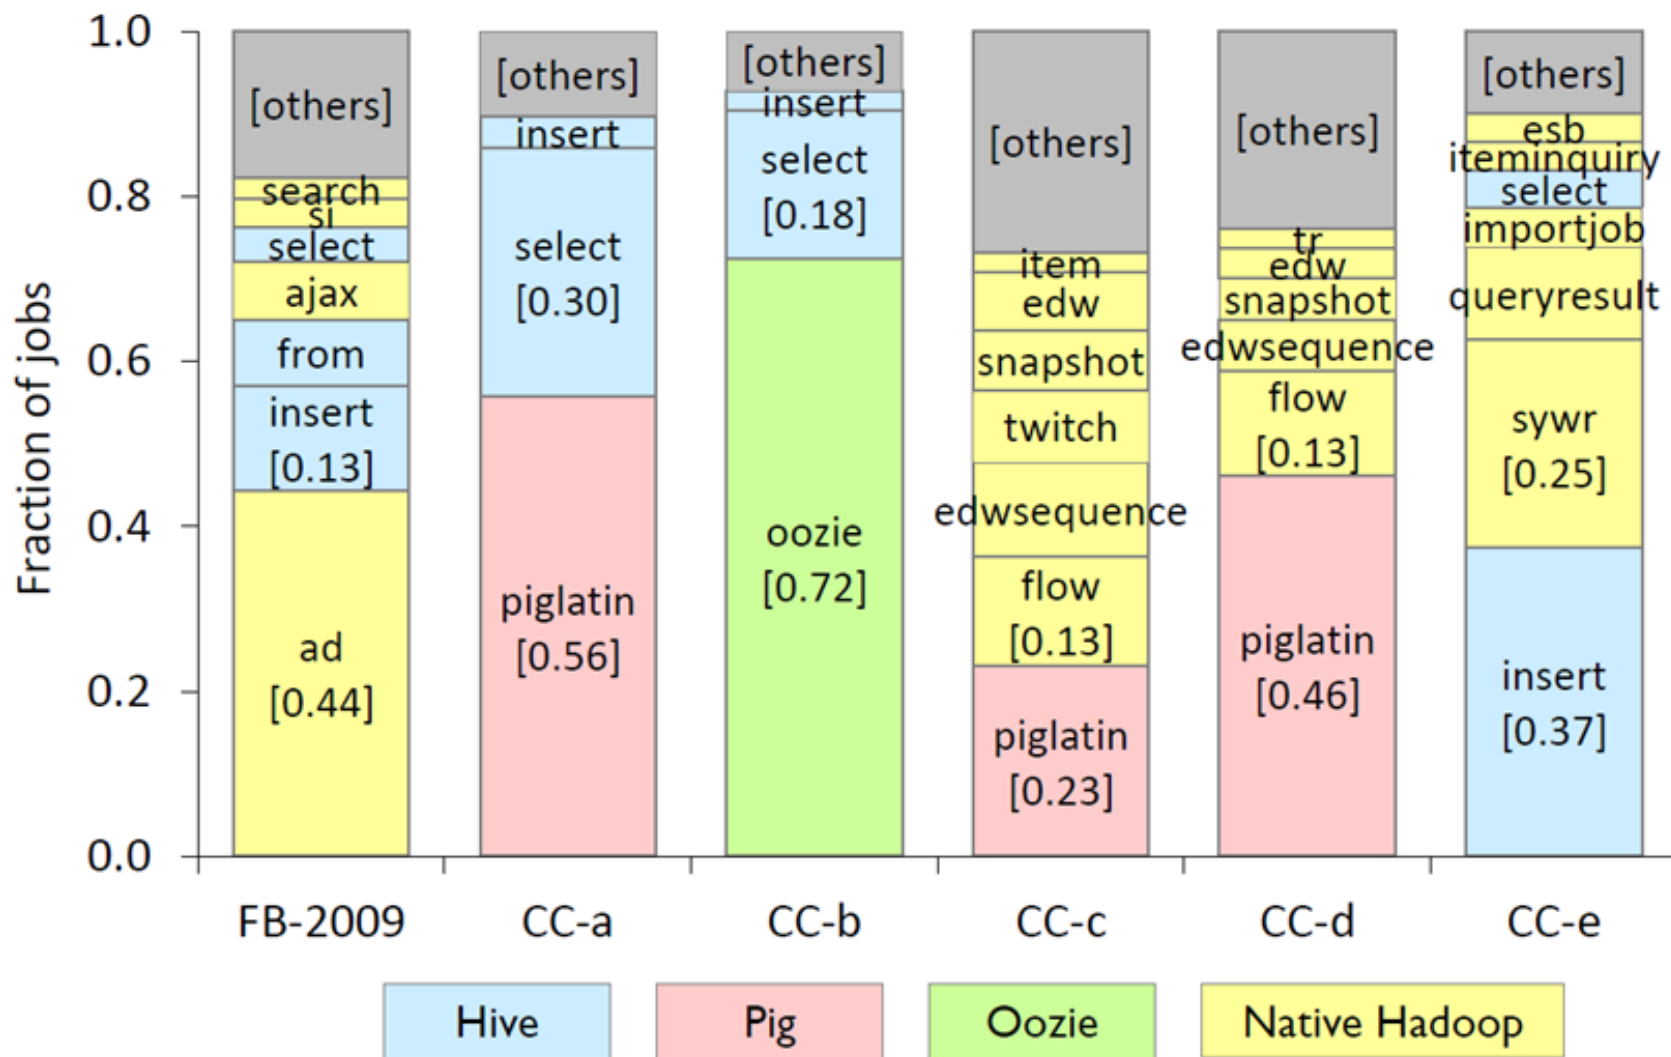 Fraction of jobs
1.0
0.8
0.6
0.4
0.2
0.0
[others]
search
si
select
ajax
from
insert
[0.13]
ad
[0.44]
[others]
insert
select
[0.30]
piglatin
[0.56]
[others]
insert
select
[0.18]
oozie
[0.72]
[others]
item
edw
snapshot
twitch
edwsequence
flow
[0.13]
piglatin
[0.23]
[others]
tr
edw
snapshot
edwsequence
flow
[0.13]
piglatin
[0.46]
[others]
esb
iteminquiry
select
importjob
queryresult
sywr
[0.25]
insert
[0.37]
FB-2009
CC-a
CC-b
CC-c
CC-d
CC-e
Hive
Pig
Oozie
Native Hadoop